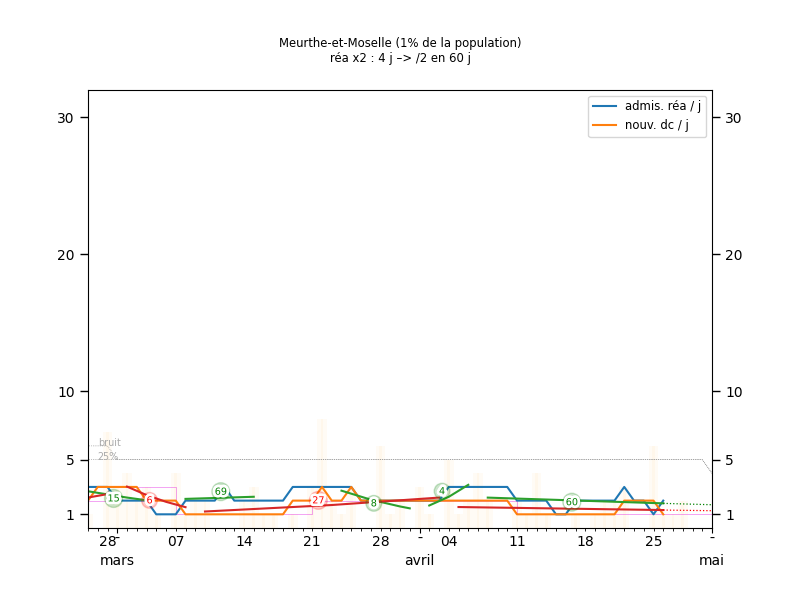 Meurthe-et-Moselle (1% de la population)
réa x2 : 4 j –> /2 en 60 j
admis. réa / j
nouv. dc / j
30 30
20 20
10 10
bruit
25%
5 5
1 1
15 6 69 27 8 4 60
28 - 07 14 21 28 - 04 11 18 25 -
mars avril mai